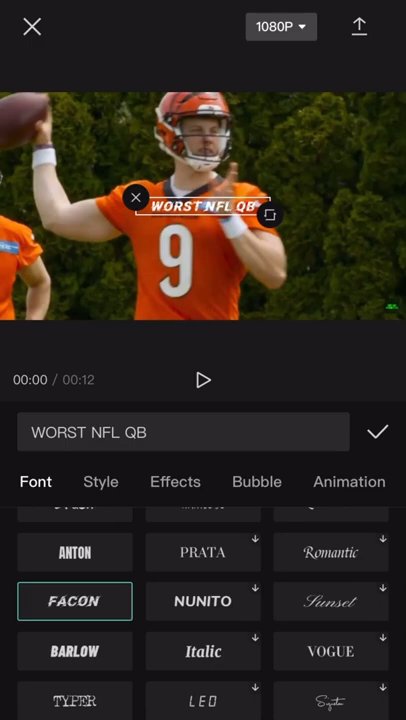 1080P
WORST NFL QB
9
00:00 / 00:12
WORST NFL QB
Font Style Effects Bubble Animation
ANTON PRATA Romantic
FACON NUNITO Sunset
BARLOW Italic VOGUE
TYPER LEO